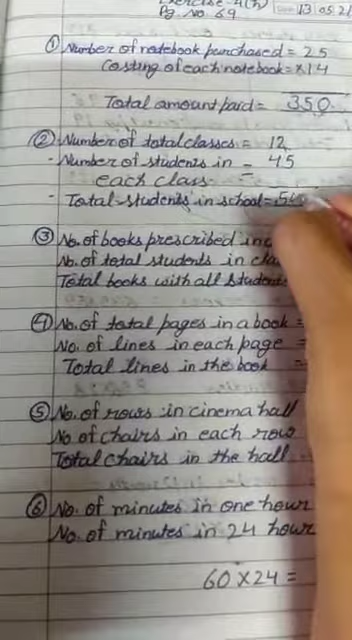 Pg No 69
13 05 21
① Number of notebook purchased = 25
Costing of each notebook = × 14
Total amount paid = 350
② Number of total classes = 12
- Number of students in = 45
each class
- Total students in school = 540
③ No. of books prescribed in
No. of total students in
Total books with all
④ No. of total pages in a book =
No. of lines in each page =
Total lines in the book =
⑤ No. of rows in cinema hall
No of chairs in each row
Total chairs in the hall
⑥ No. of minutes in one hour
No. of minutes in 24 hour
60 × 24 =